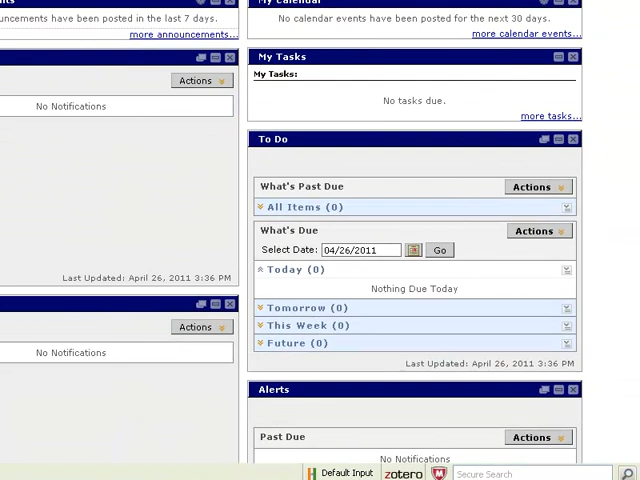 uncements have been posted in the last 7 days.
more announcements...
No Notifications
Actions
Last Updated: April 26, 2011 3:36 PM
Actions
No Notifications
My Calendar
No calendar events have been posted for the next 30 days.
more calendar events...
My Tasks
My Tasks:
No tasks due.
more tasks...
To Do
What's Past Due
Actions
All Items (0)
What's Due
Actions
Select Date: 04/26/2011 Go
Today (0)
Nothing Due Today
Tomorrow (0)
This Week (0)
Future (0)
Last Updated: April 26, 2011 3:36 PM
Alerts
Past Due
Actions
No Notifications
Default Input
zotero
Secure Search